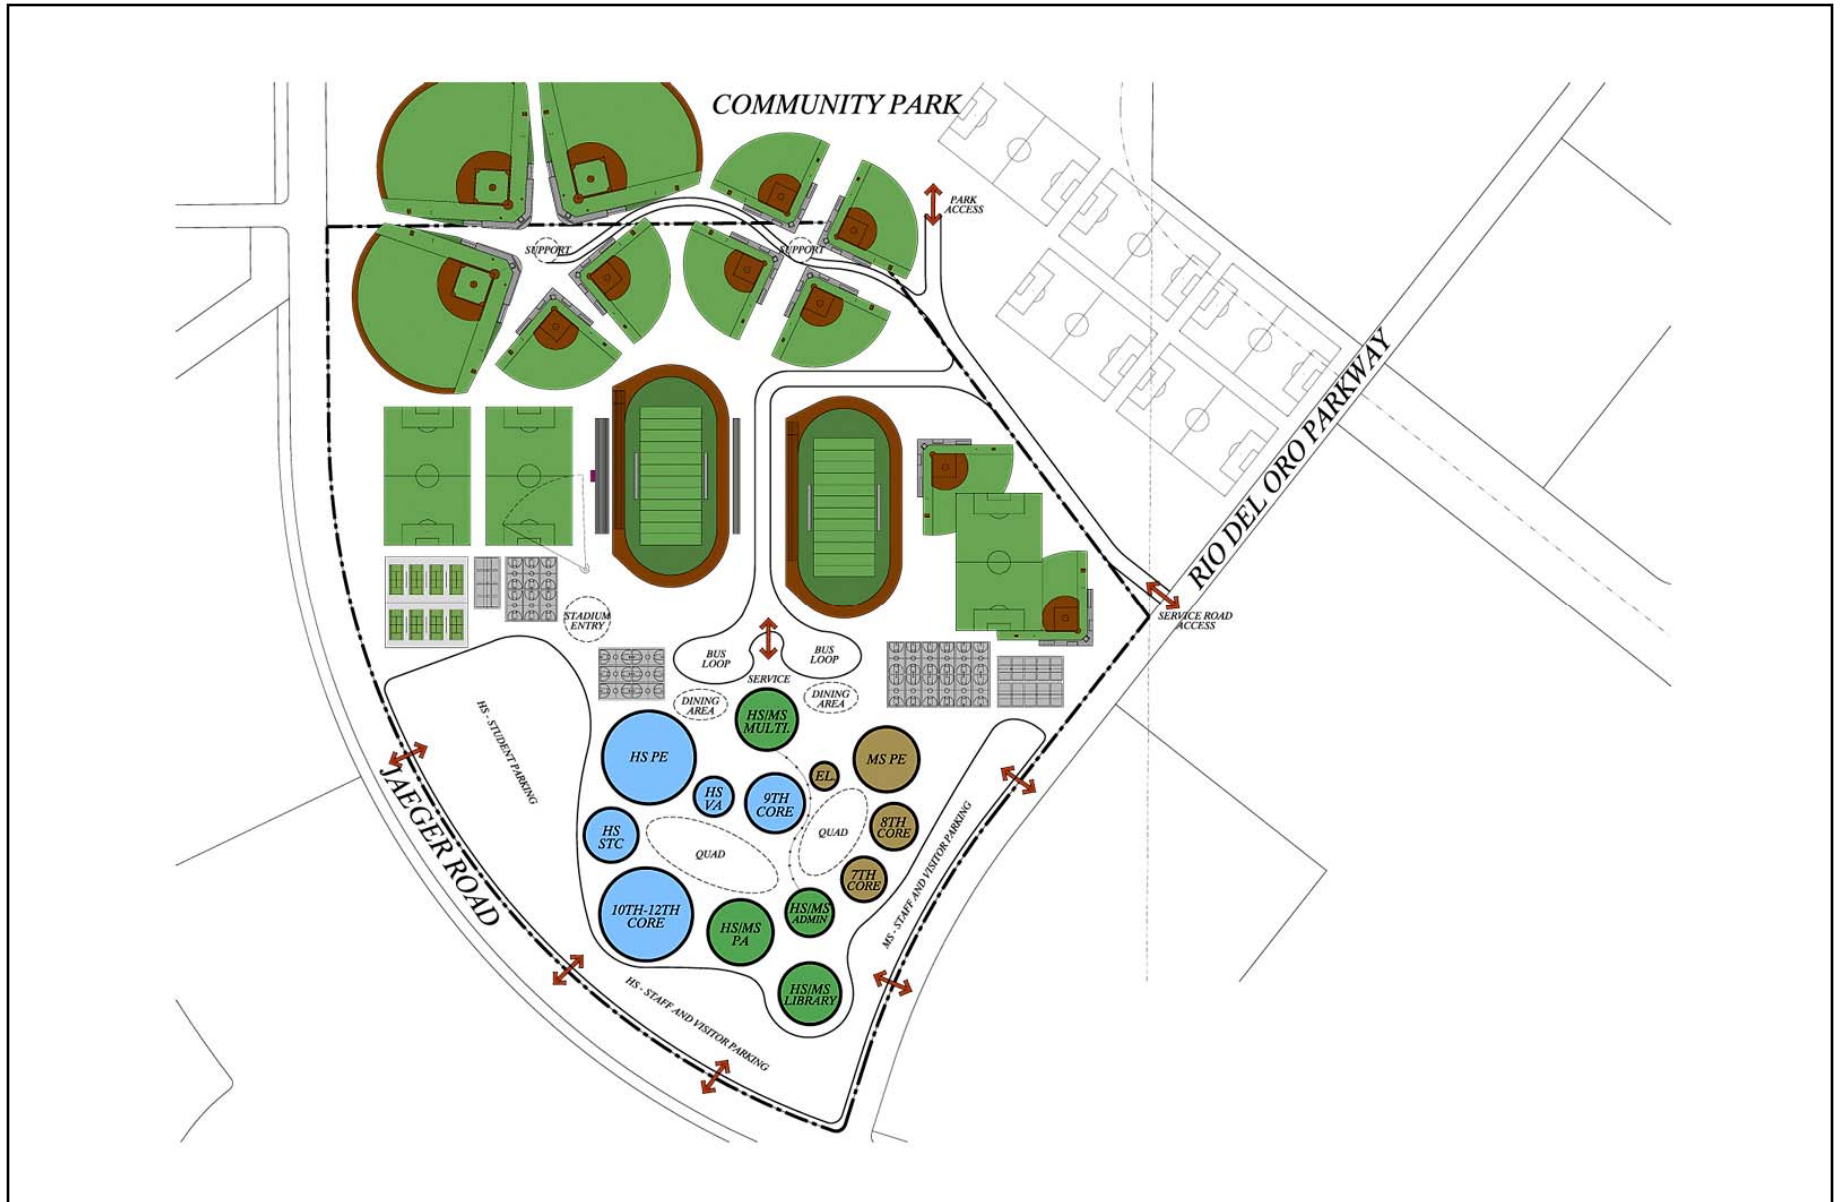 COMMUNITY PARK
PARK
ACCESS
SUPPORT
SUPPORT
RIO DEL ORO PARKWAY
SERVICE ROAD
ACCESS
STADIUM
ENTRY
BUS
LOOP
BUS
LOOP
SERVICE
DINING
AREA
DINING
AREA
HS/MS
MULTI.
HS - STUDENT PARKING
HS PE
MS PE
EL.
HS
VA
9TH
CORE
8TH
CORE
HS
STC
QUAD
QUAD
7TH
CORE
MS - STAFF AND VISITOR PARKING
JAEGER ROAD
10TH-12TH
CORE
HS/MS
PA
HS/MS
ADMIN
HS/MS
LIBRARY
HS - STAFF AND VISITOR PARKING